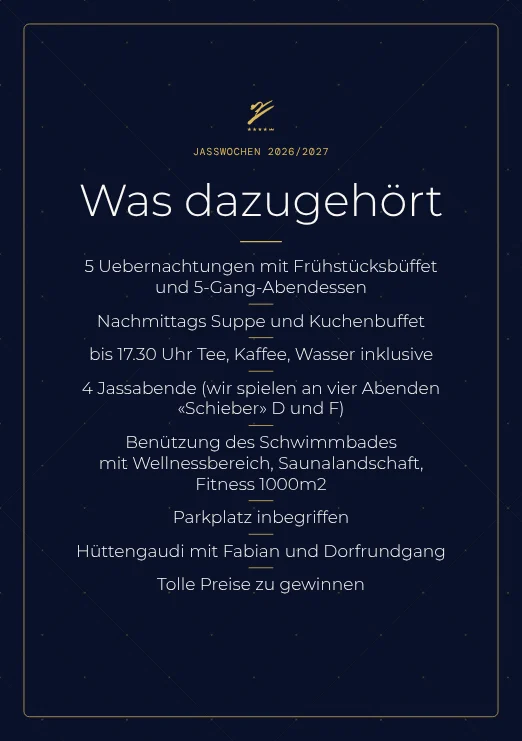 JASSWOCHEN 2026/2027
Was dazugehört
5 Uebernachtungen mit Frühstücksbüffet
und 5-Gang-Abendessen
Nachmittags Suppe und Kuchenbuffet
bis 17.30 Uhr Tee, Kaffee, Wasser inklusive
4 Jassabende (wir spielen an vier Abenden
«Schieber» D und F)
Benützung des Schwimmbades
mit Wellnessbereich, Saunalandschaft,
Fitness 1000m2
Parkplatz inbegriffen
Hüttengaudi mit Fabian und Dorfrundgang
Tolle Preise zu gewinnen